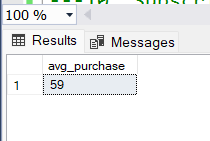 100 %
Results Messages
avg_purchase
1 59